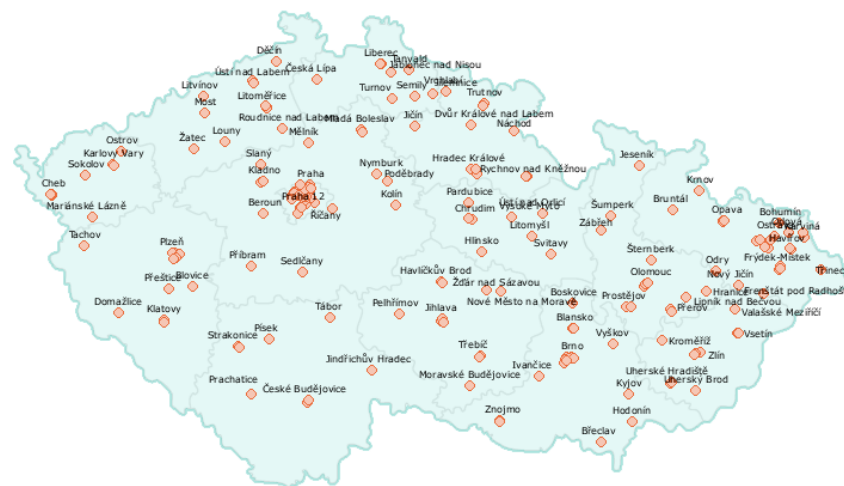 Děčín
Liberec
Tanvald
Jablonec nad Nisou
Česká Lípa
Ústí nad Labem
Litvínov
Litoměřice
Turnov
Semily
Vrchlabí
Jilemnice
Most
Trutnov
Roudnice nad Labem
Mladá Boleslav
Jičín
Dvůr Králové nad Labem
Náchod
Žatec
Louny
Mělník
Ostrov
Karlovy Vary
Sokolov
Slaný
Kladno
Praha
Nymburk
Poděbrady
Hradec Králové
Rychnov nad Kněžnou
Jeseník
Cheb
Krnov
Mariánské Lázně
Beroun
Praha 12
Říčany
Kolín
Pardubice
Chrudim
Ústí nad Orlicí
Vysoké Mýto
Šumperk
Bruntál
Bohumín
Orlová
Karviná
Opava
Ostrava
Havířov
Litomyšl
Zábřeh
Tachov
Plzeň
Příbram
Sedlčany
Hlinsko
Svitavy
Šternberk
Frýdek-Místek
Třinec
Přeštice
Blovice
Havlíčkův Brod
Žďár nad Sázavou
Nové Město na Moravě
Boskovice
Olomouc
Odry
Nový Jičín
Hranice
Frenštát pod Radhoš
Lipník nad Bečvou
Prostějov
Přerov
Valašské Meziříčí
Domažlice
Klatovy
Tábor
Pelhřimov
Jihlava
Blansko
Vyškov
Vsetín
Strakonice
Písek
Jindřichův Hradec
Třebíč
Brno
Kroměříž
Zlín
Ivančice
Moravské Budějovice
Uherské Hradiště
Uherský Brod
Prachatice
České Budějovice
Kyjov
Znojmo
Hodonín
Břeclav